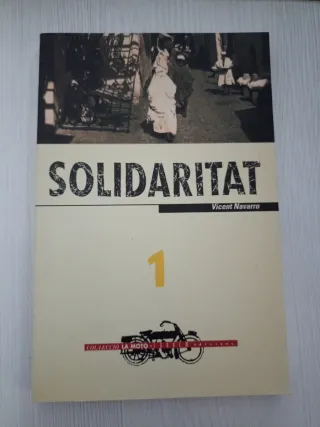 SOLIDARITAT
Vicent Navarro
1
COL·LECCIÓ LA MOTO